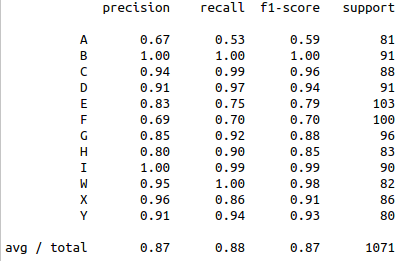 precision recall f1-score support
A 0.67 0.53 0.59 81
B 1.00 1.00 1.00 91
C 0.94 0.99 0.96 88
D 0.91 0.97 0.94 91
E 0.83 0.75 0.79 103
F 0.69 0.70 0.70 100
G 0.85 0.92 0.88 96
H 0.80 0.90 0.85 83
I 1.00 0.99 0.99 90
W 0.95 1.00 0.98 82
X 0.96 0.86 0.91 86
Y 0.91 0.94 0.93 80
avg / total 0.87 0.88 0.87 1071